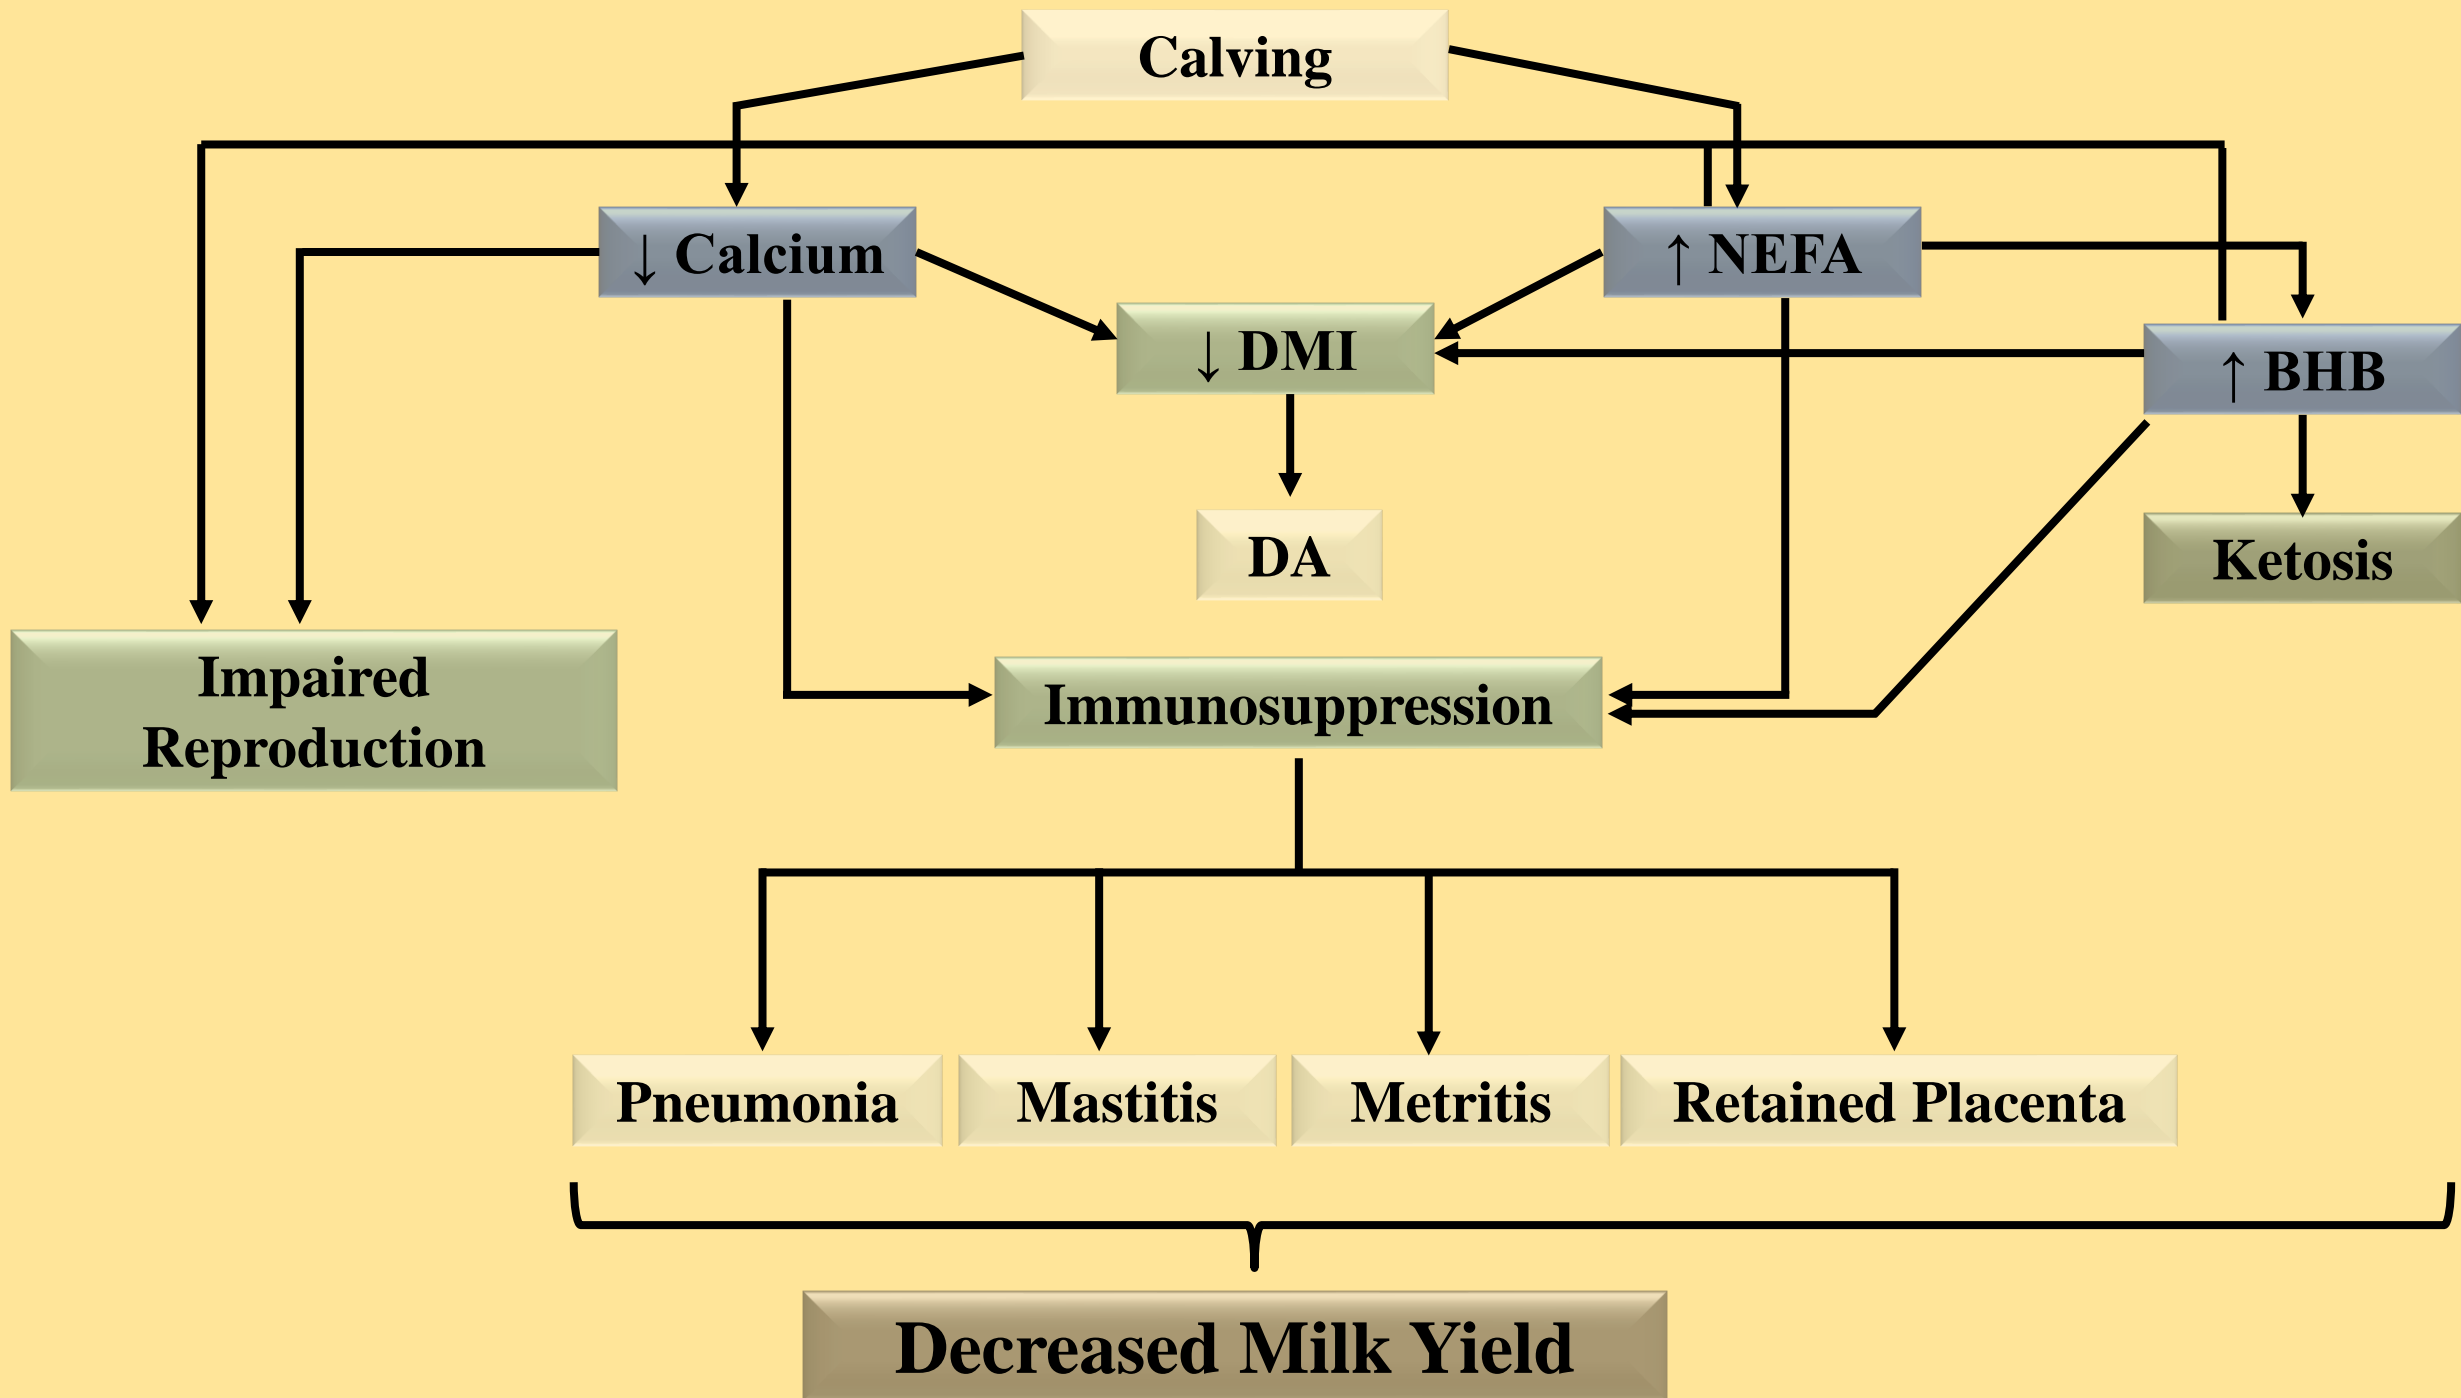 Calving
↓ Calcium
↑ NEFA
↓ DMI
↑ BHB
DA
Ketosis
Impaired
Reproduction
Immunosuppression
Pneumonia
Mastitis
Metritis
Retained Placenta
Decreased Milk Yield